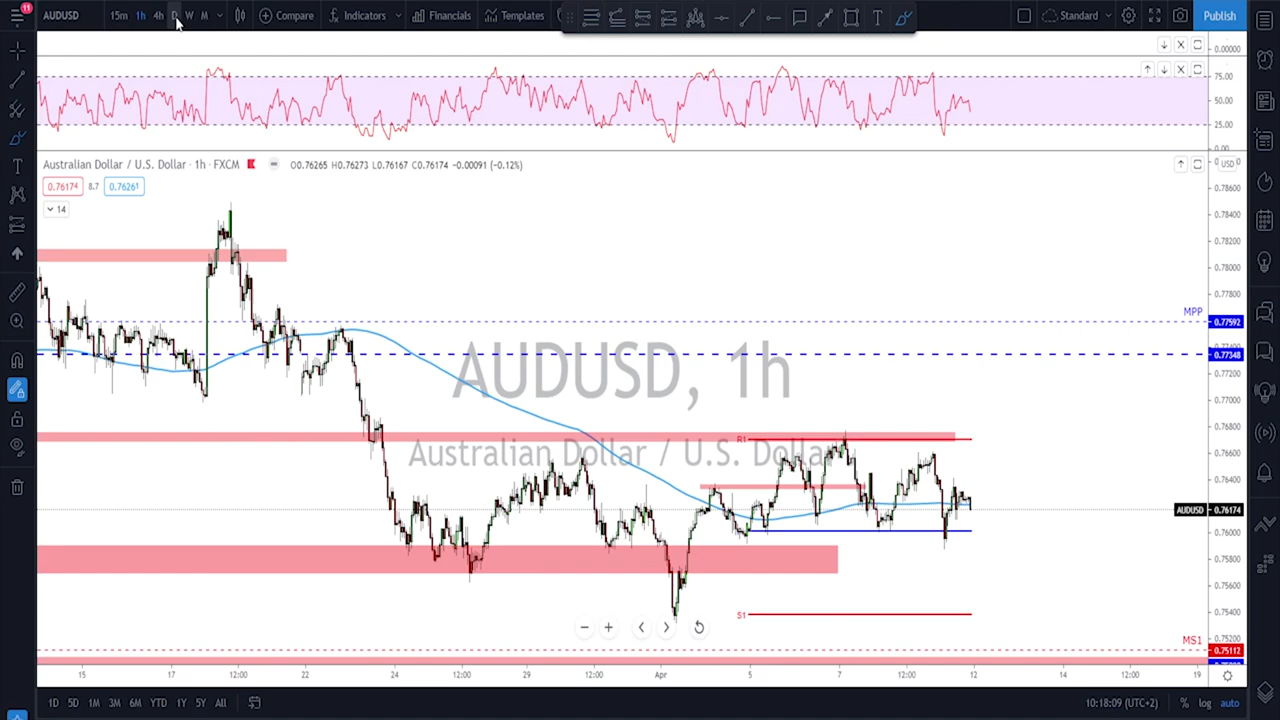 11
AUDUSD 15m 1h 4h D W M Compare Indicators Financials Templates Standard Publish
0.00000
75.00
50.00
25.00
0.00
Australian Dollar / U.S. Dollar · 1h · FXCM O0.76265 H0.76273 L0.76167 C0.76174 −0.00091 (−0.12%)
USD
0.76174 8.7 0.76261
14
0.78600
0.78400
0.78200
0.78000
0.77800
MPP
0.77592
0.77348
0.77200
0.77000
0.76800
0.76600
0.76400
AUDUSD 0.76174
0.76000
0.75800
0.75600
0.75400
0.75200
AUDUSD, 1h
Australian Dollar / U.S. Dollar
R1
S1
MS1
0.75112
15 17 12:00 22 24 12:00 29 12:00 Apr 5 12:00 7 12:00 12 14 12:00 19
1D 5D 1M 3M 6M YTD 1Y 5Y All
10:18:09 (UTC+2) % log auto